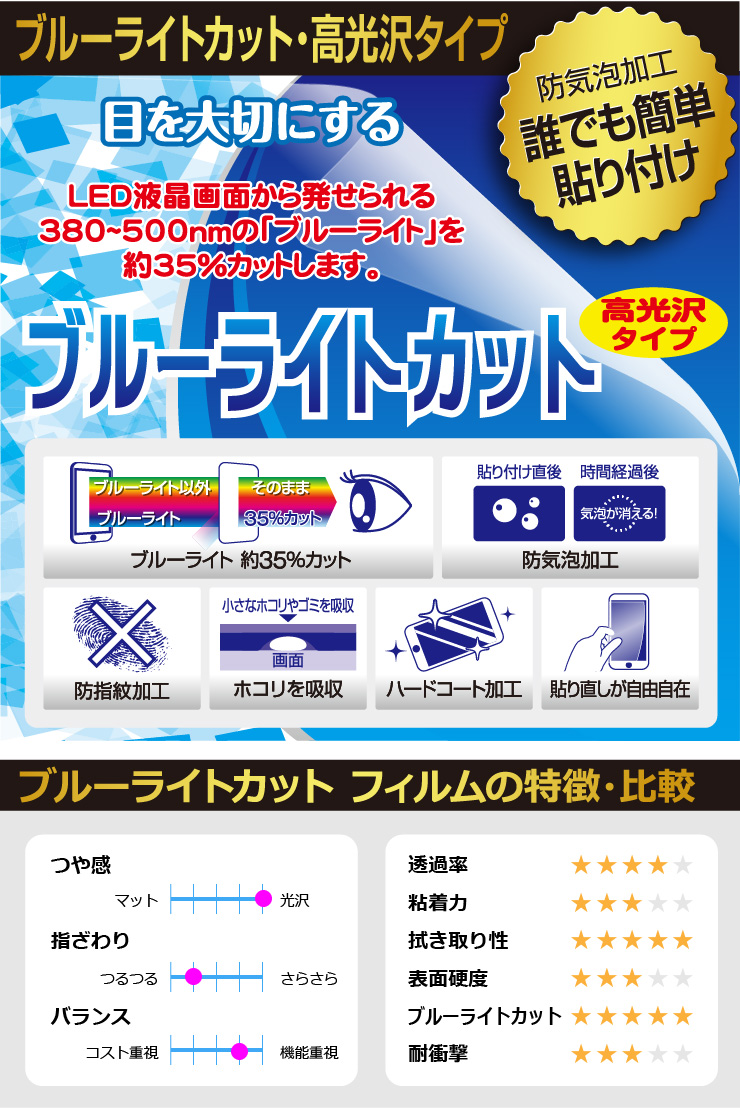 ブルーライトカット・高光沢タイプ
防気泡加工
誰でも簡単
貼り付け
目を大切にする
LED液晶画面から発せられる
380~500nmの「ブルーライト」を
約35%カットします。
高光沢
タイプ
ブルーライトカット
ブルーライト以外
そのまま
ブルーライト
35%カット
ブルーライト 約35%カット
貼り付け直後
時間経過後
気泡が消える!
防気泡加工
防指紋加工
小さなホコリやゴミを吸収
画面
ホコリを吸収
ハードコート加工
貼り直しが自由自在
ブルーライトカット フィルムの特徴・比較
つや感
マット
光沢
指ざわり
つるつる
さらさら
バランス
コスト重視
機能重視
透過率 ★★★★★
粘着力 ★★★★★
拭き取り性 ★★★★★
表面硬度 ★★★★★
ブルーライトカット ★★★★★
耐衝撃 ★★★★★